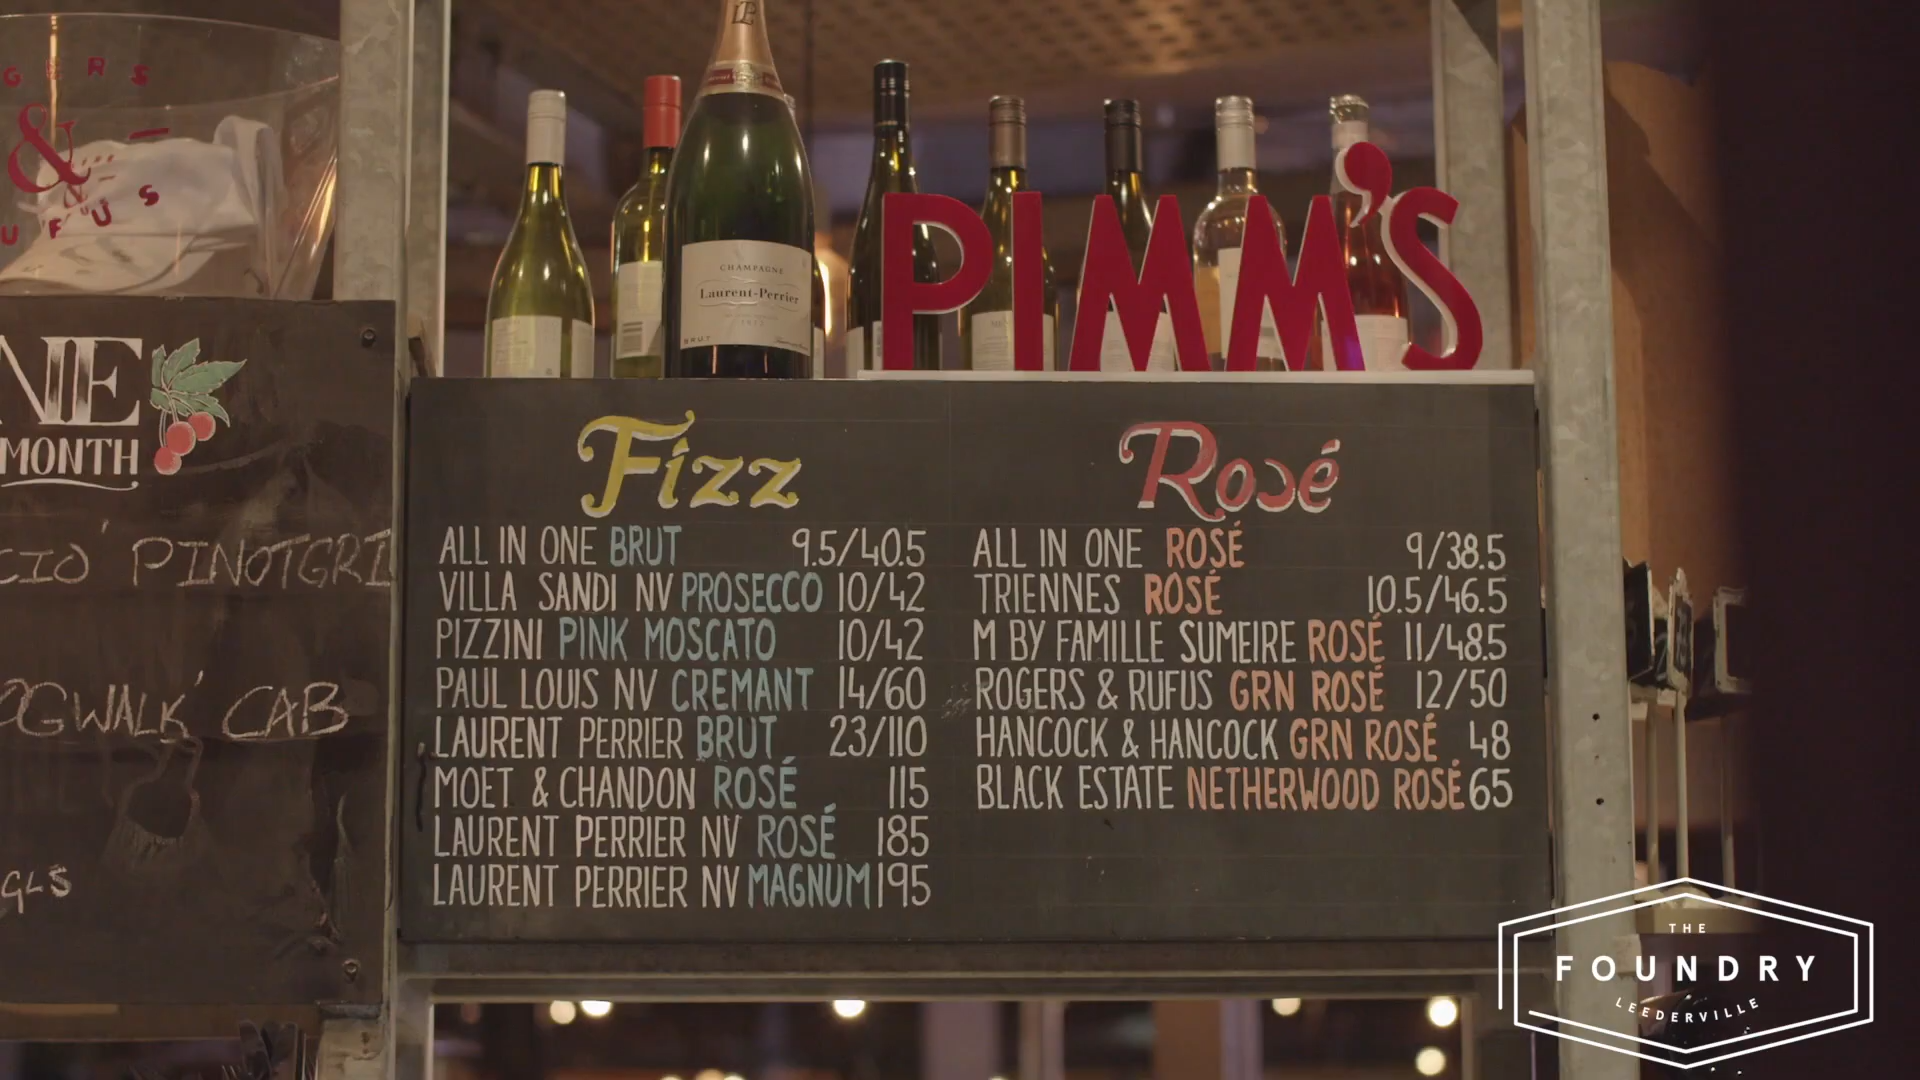 &
UFUS
MONTH
PINOTGRI
CAB
GLS
CHAMPAGNE
Laurent-Perrier
BRUT
PIMM'S
Fizz
ALL IN ONE BRUT 9.5/40.5
VILLA SANDI NV PROSECCO 10/42
PIZZINI PINK MOSCATO 10/42
PAUL LOUIS NV CREMANT 14/60
LAURENT PERRIER BRUT 23/110
MOET & CHANDON ROSÉ 115
LAURENT PERRIER NV ROSÉ 185
LAURENT PERRIER NV MAGNUM 195
Rosé
ALL IN ONE ROSÉ 9/38.5
TRIENNES ROSÉ 10.5/46.5
M BY FAMILLE SUMEIRE ROSÉ 11/48.5
ROGERS & RUFUS GRN ROSÉ 12/50
HANCOCK & HANCOCK GRN ROSÉ 48
BLACK ESTATE NETHERWOOD ROSÉ 65
THE
FOUNDRY
LEEDERVILLE